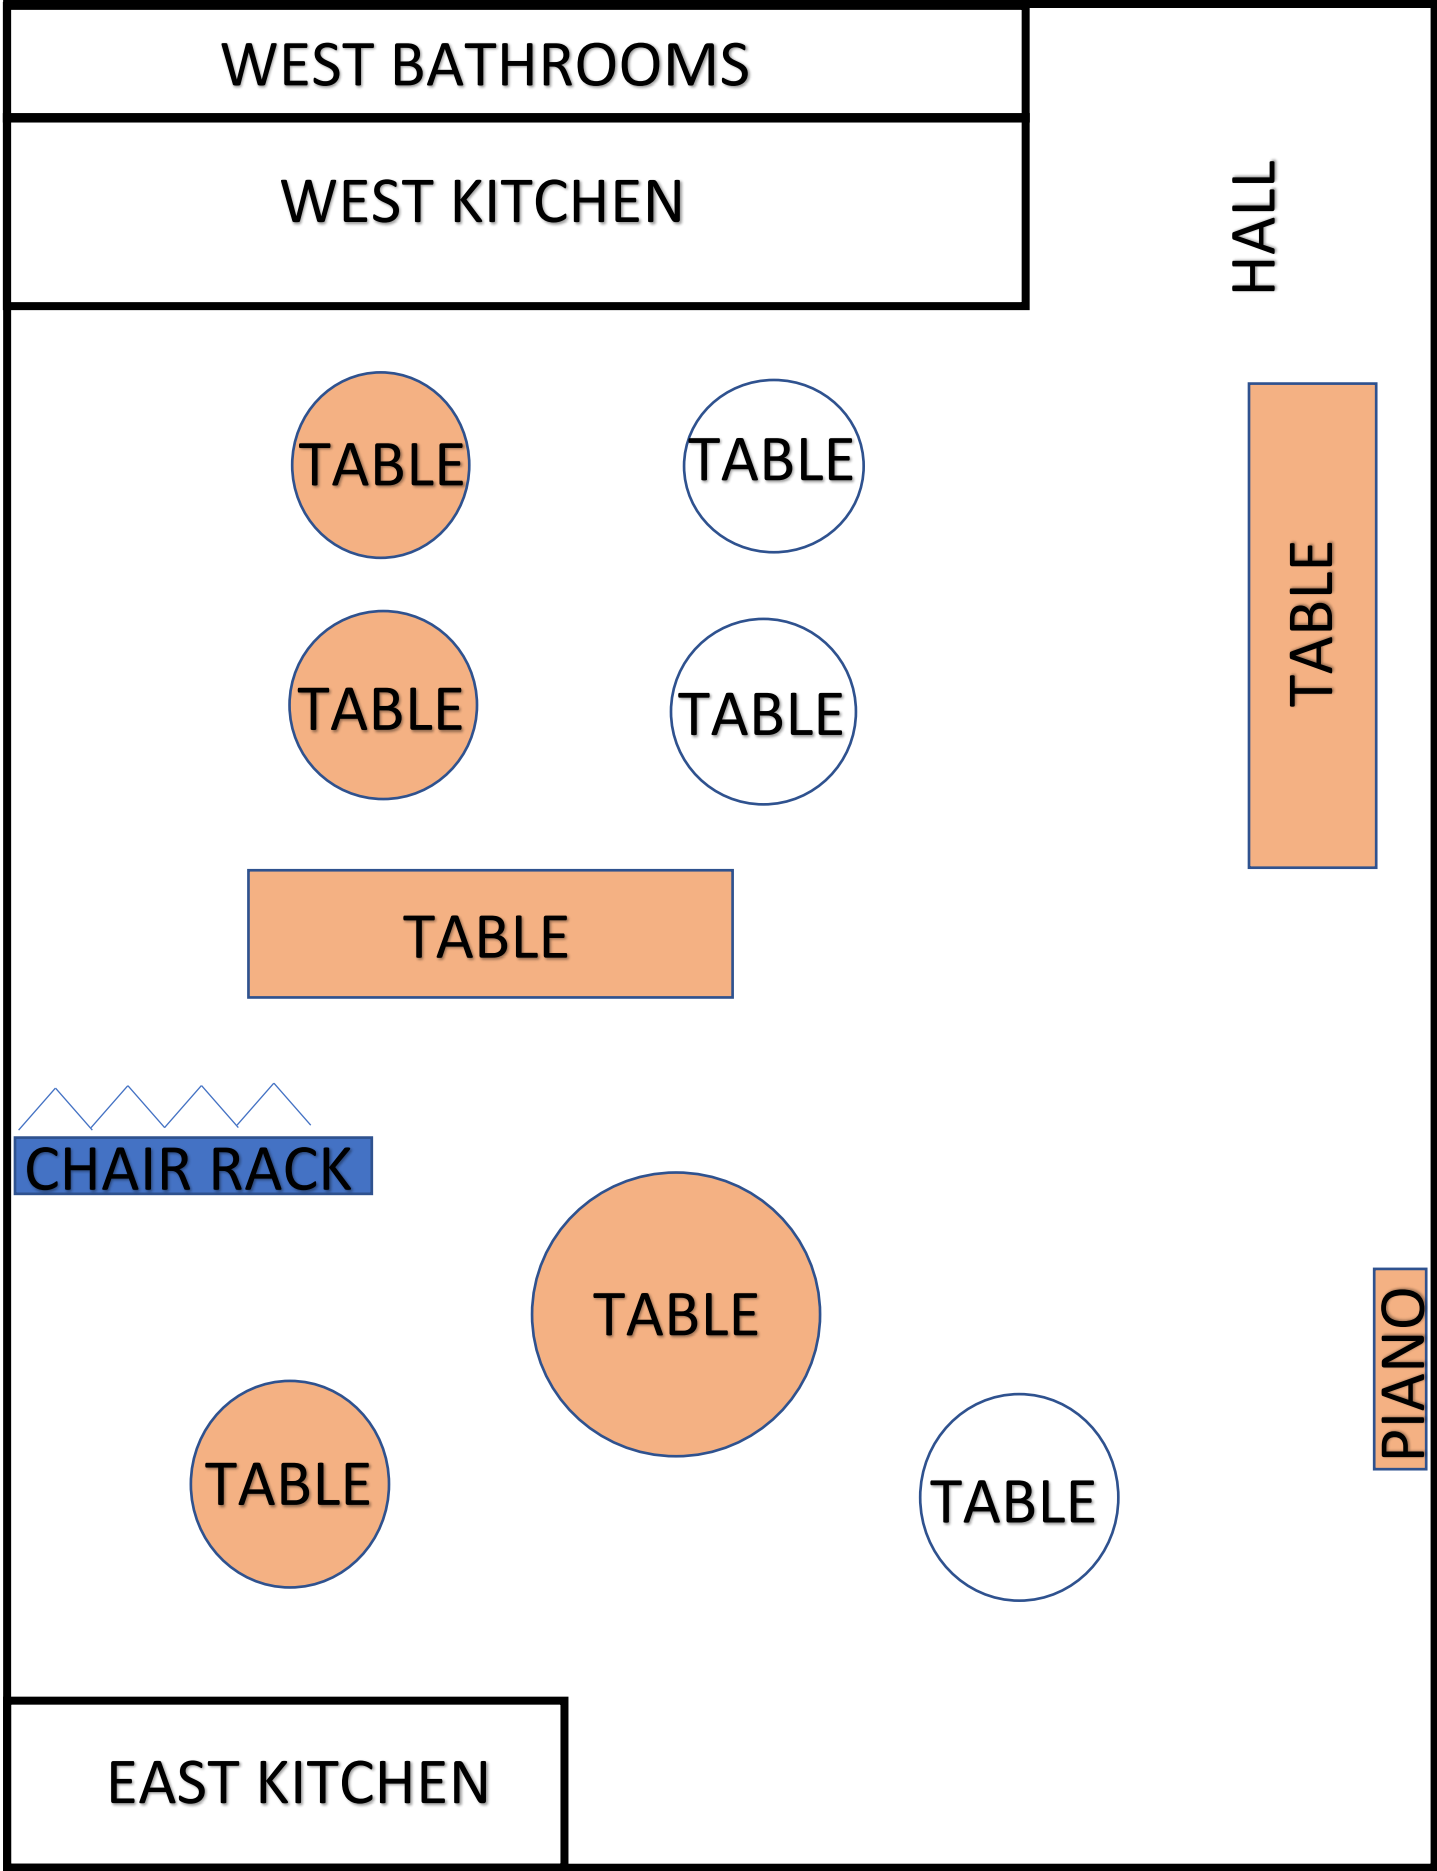 WEST BATHROOMS
WEST KITCHEN
HALL
TABLE
TABLE
TABLE
TABLE
TABLE
TABLE
CHAIR RACK
TABLE
PIANO
TABLE
TABLE
EAST KITCHEN